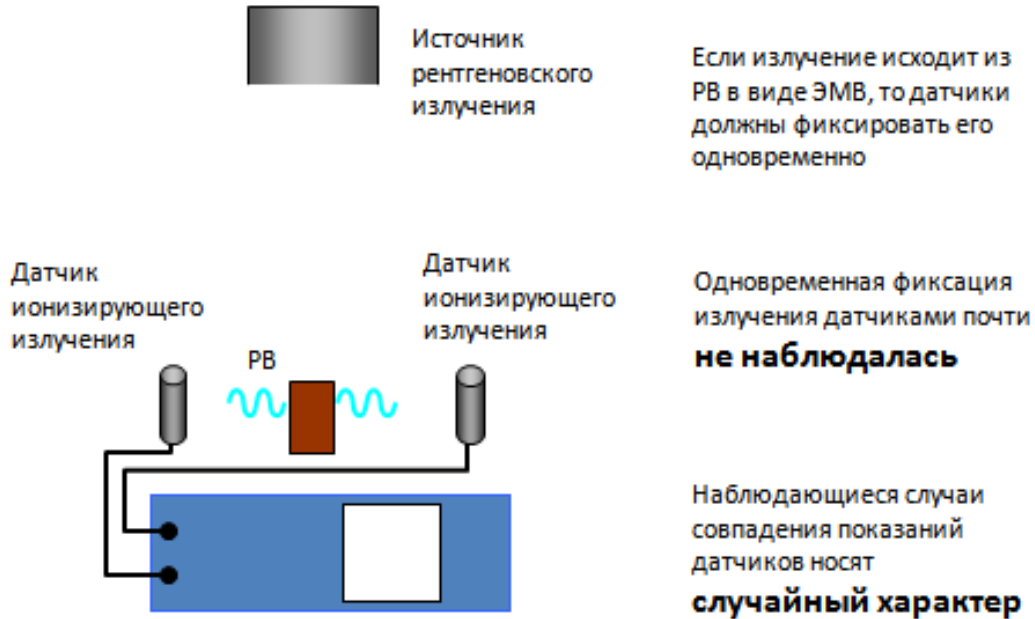 Источник
рентгеновского
излучения
Если излучение исходит из
РВ в виде ЭМВ, то датчики
должны фиксировать его
одновременно
Датчик
ионизирующего
излучения
РВ
Датчик
ионизирующего
излучения
Одновременная фиксация
излучения датчиками почти
не наблюдалась
Наблюдающиеся случаи
совпадения показаний
датчиков носят
случайный характер